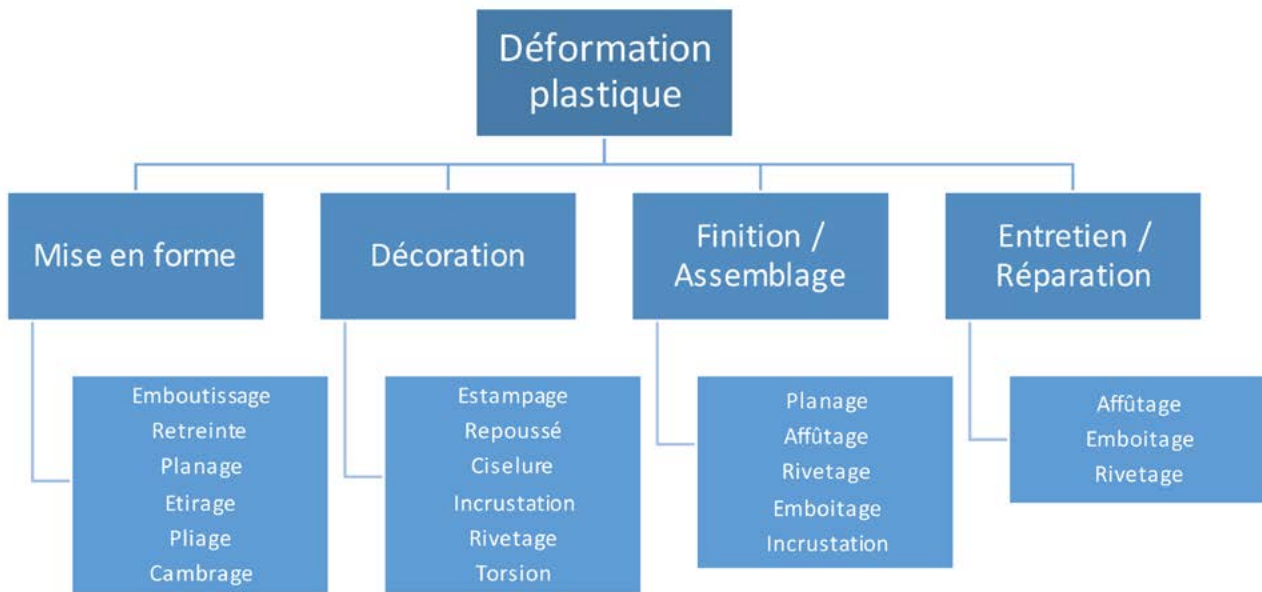 Déformation
plastique
Mise en forme
Décoration
Finition /
Assemblage
Entretien /
Réparation
Emboutissage
Retreinte
Planage
Etirage
Pliage
Cambrage
Estampage
Repoussé
Ciselure
Incrustation
Rivetage
Torsion
Planage
Affûtage
Rivetage
Emboitage
Incrustation
Affûtage
Emboitage
Rivetage